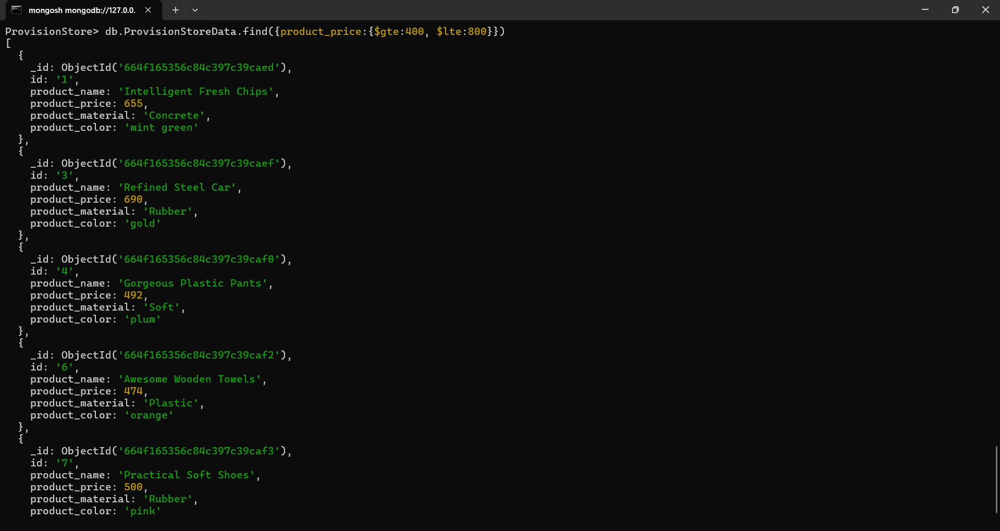 mongosh mongodb://127.0.0.
ProvisionStore> db.ProvisionStoreData.find({product_price:{$gte:400, $lte:800}})
[
  {
    _id: ObjectId('664f165356c84c397c39caed'),
    id: '1',
    product_name: 'Intelligent Fresh Chips',
    product_price: 655,
    product_material: 'Concrete',
    product_color: 'mint green'
  },
  {
    _id: ObjectId('664f165356c84c397c39caef'),
    id: '3',
    product_name: 'Refined Steel Car',
    product_price: 690,
    product_material: 'Rubber',
    product_color: 'gold'
  },
  {
    _id: ObjectId('664f165356c84c397c39caf0'),
    id: '4',
    product_name: 'Gorgeous Plastic Pants',
    product_price: 492,
    product_material: 'Soft',
    product_color: 'plum'
  },
  {
    _id: ObjectId('664f165356c84c397c39caf2'),
    id: '6',
    product_name: 'Awesome Wooden Towels',
    product_price: 474,
    product_material: 'Plastic',
    product_color: 'orange'
  },
  {
    _id: ObjectId('664f165356c84c397c39caf3'),
    id: '7',
    product_name: 'Practical Soft Shoes',
    product_price: 500,
    product_material: 'Rubber',
    product_color: 'pink'